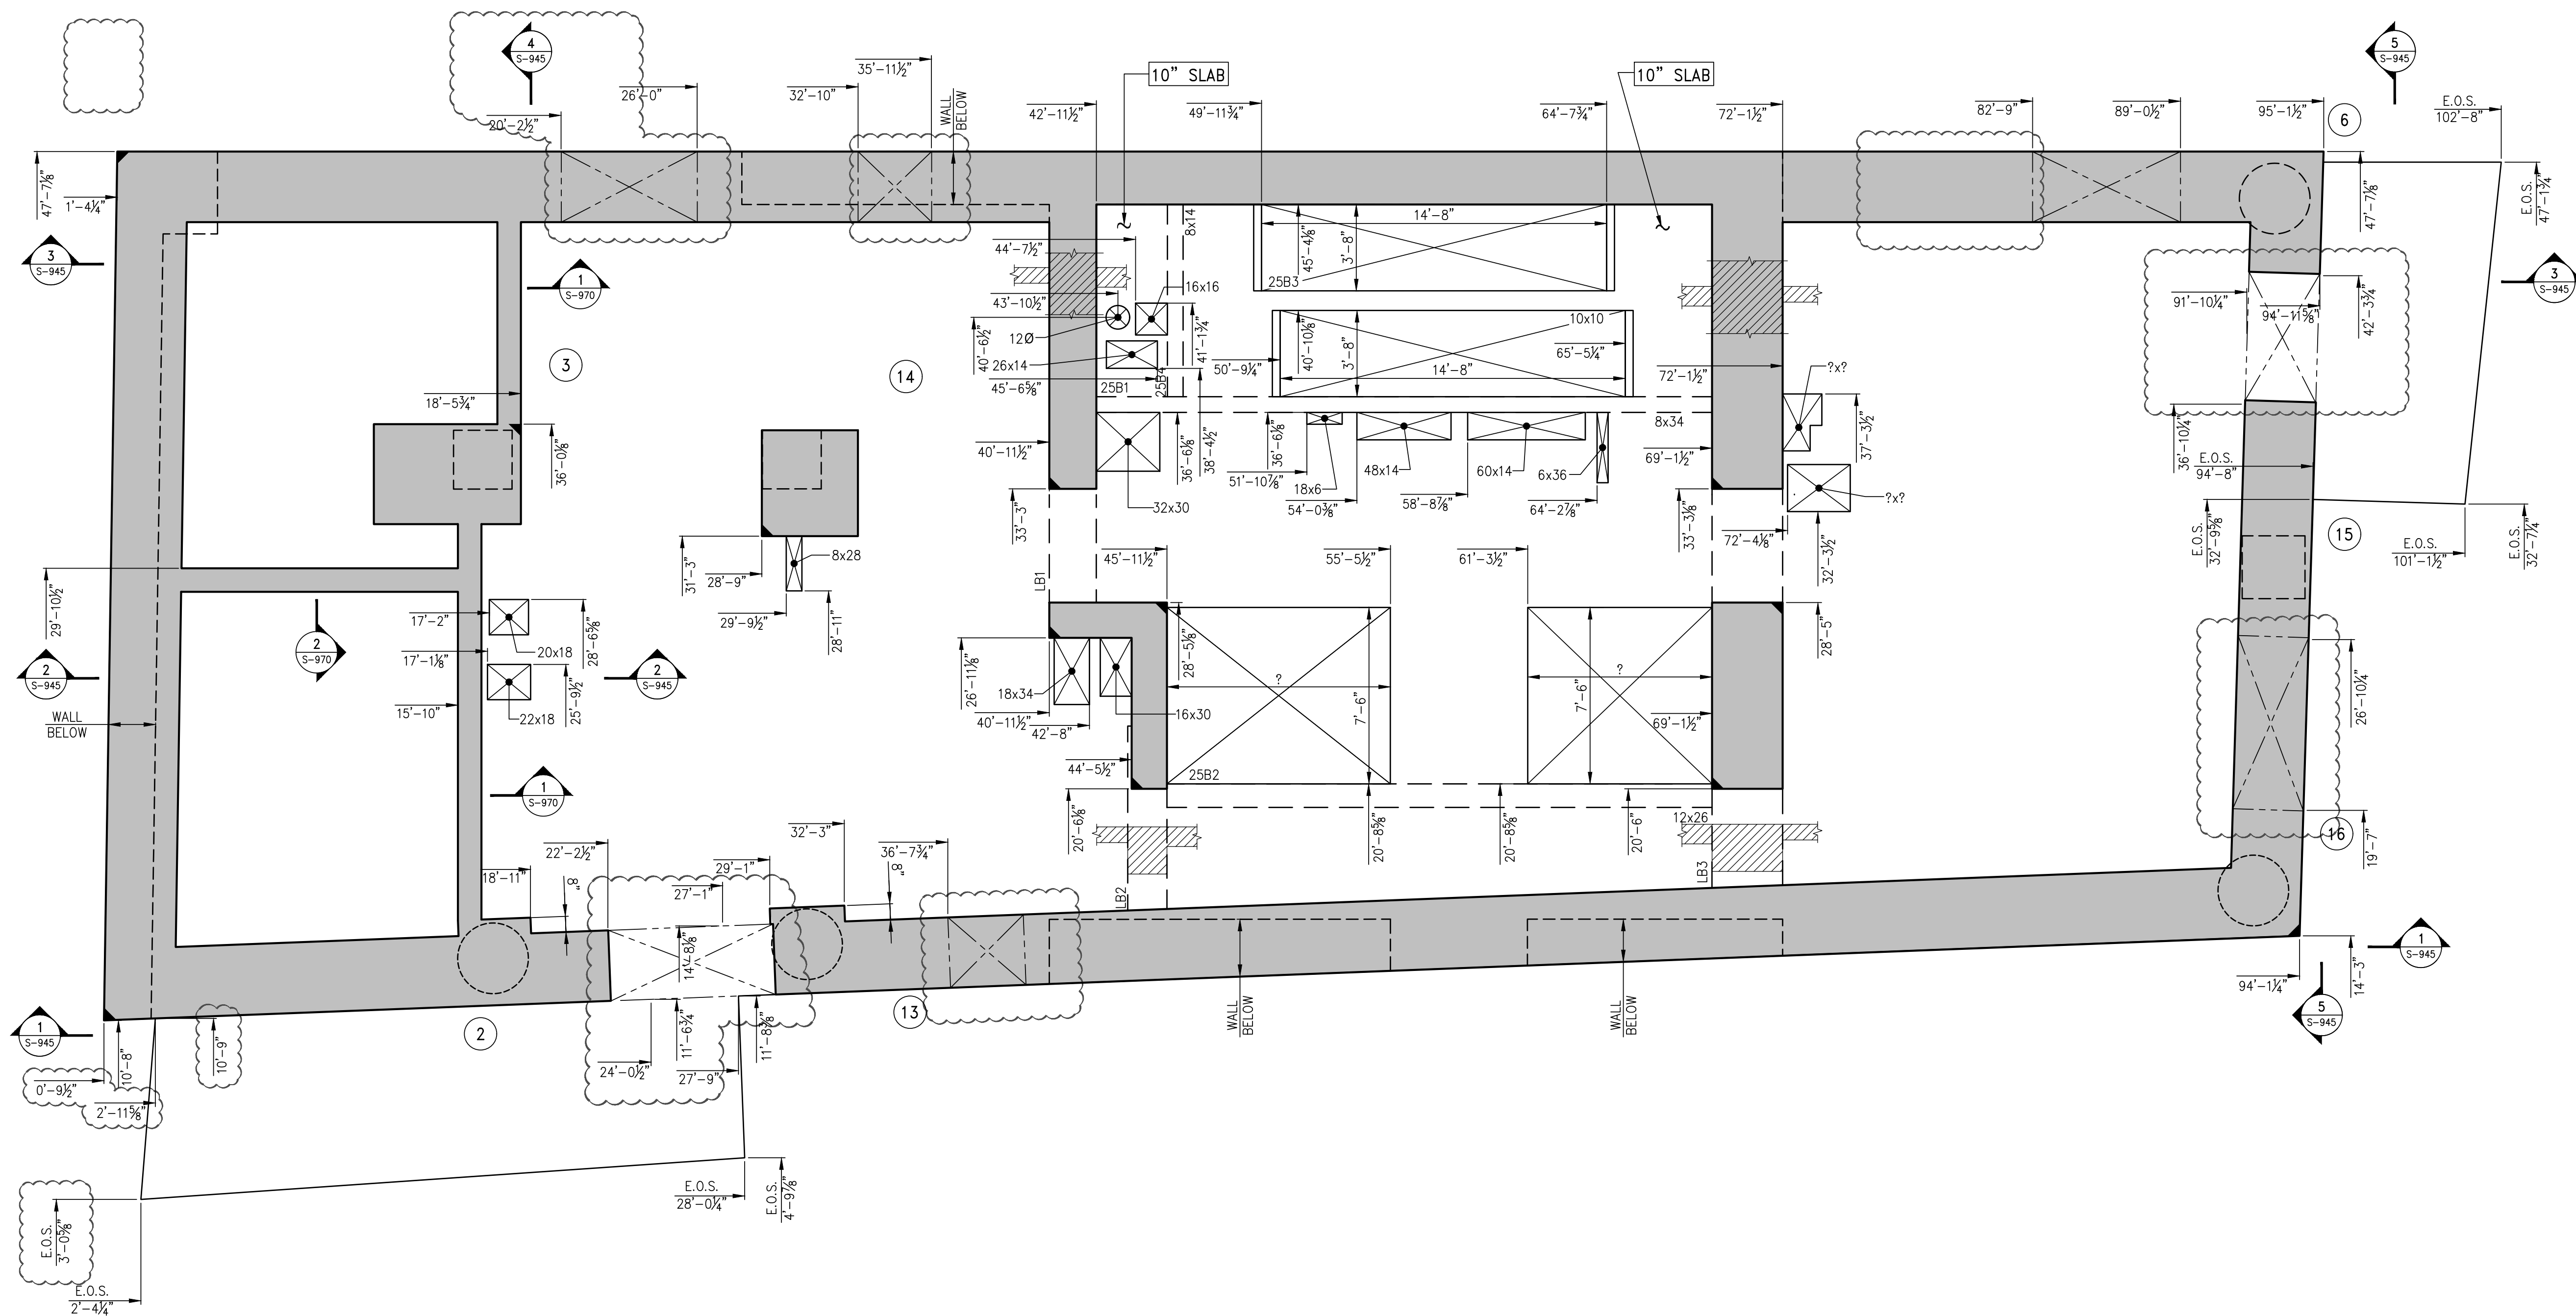 4
S-945
5
S-945
35'-11½"
10" SLAB
10" SLAB
26'-0"
32'-10"
WALL
BELOW
42'-11½"
49'-11¾"
64'-7¾"
72'-1½"
82'-9"
89'-0½"
95'-1½"
E.O.S.
102'-8"
20'-2½"
6
47'-7⅛"
1'-4¼"
47'-7⅛"
E.O.S.
47'-1¾"
3
S-945
1
S-970
44'-7½"
8x14
14'-8"
45'-4⅛"
3'-8"
25B3
3
S-945
43'-10½"
16x16
91'-10¼"
94'-11⅝"
42'-3¾"
12Ø
40'-6½"
41'-1¾"
10x10
26x14
50'-9¼"
40'-10⅛"
3'-8"
65'-5¼"
14'-8"
72'-1½"
?x?
3
14
45'-6⅝"
25B1
25B4
18'-5¾"
36'-0⅛"
40'-11½"
36'-6⅛"
38'-4½"
36'-6⅛"
51'-10⅞"
18x6
48x14
54'-0⅜"
60x14
58'-8⅞"
6x36
64'-2⅞"
8x34
69'-1½"
37'-3½"
36'-10¼"
E.O.S.
94'-8"
32x30
?x?
33'-3"
33'-3⅛"
72'-4⅛"
32'-3½"
E.O.S.
32'-9⅝"
15
E.O.S.
101'-1½"
E.O.S.
32'-7¼"
31'-3"
28'-9"
8x28
29'-9½"
28'-11"
LB1
45'-11½"
55'-5½"
61'-3½"
29'-10½"
17'-2"
20x18
28'-6⅝"
2
S-970
2
S-945
17'-1⅛"
22x18
25'-9½"
2
S-945
15'-10"
WALL
BELOW
26'-11⅛"
18x34
16x30
40'-11½"
42'-8"
28'-5⅛"
?
7'-6"
?
7'-6"
69'-1½"
28'-5"
26'-10¼"
44'-5½"
25B2
1
S-970
20'-6⅛"
20'-8⅝"
20'-8⅝"
20'-6"
12x26
16
19'-7"
32'-3"
22'-2½"
36'-7¾"
29'-1"
18'-11"
8"
27'-1"
8"
LB2
LB3
14'-8⅛"
11'-6¾"
11'-8⅜"
24'-0½"
27'-9"
2
13
WALL
BELOW
WALL
BELOW
94'-1¼"
14'-3"
1
S-945
5
S-945
1
S-945
10'-8"
10'-9"
0'-9½"
2'-11⅝"
E.O.S.
28'-0¼"
E.O.S.
4'-9⅞"
E.O.S.
3'-0⅝"
E.O.S.
2'-4¼"